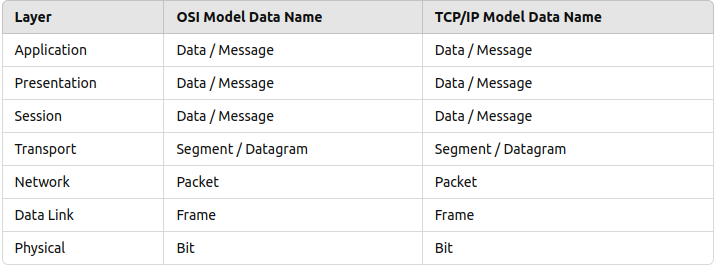 Layer OSI Model Data Name TCP/IP Model Data Name
Application Data / Message Data / Message
Presentation Data / Message Data / Message
Session Data / Message Data / Message
Transport Segment / Datagram Segment / Datagram
Network Packet Packet
Data Link Frame Frame
Physical Bit Bit